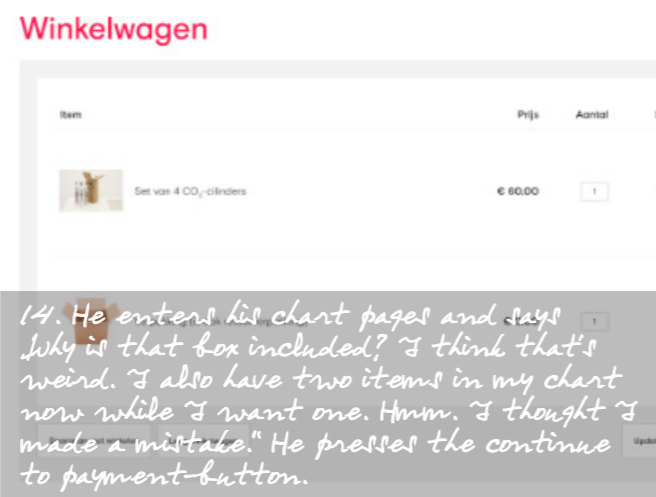 Winkelwagen
Item Prijs Aantal
Set van 4 CO₂-cilinders € 60,00 1
1
14. He enters his chart pages and says
„Why is that box included? I think that's
weird. I also have two items in my chart
now while I want one. Hmm. I thought I
made a mistake.“ He presses the continue
to payment-button.